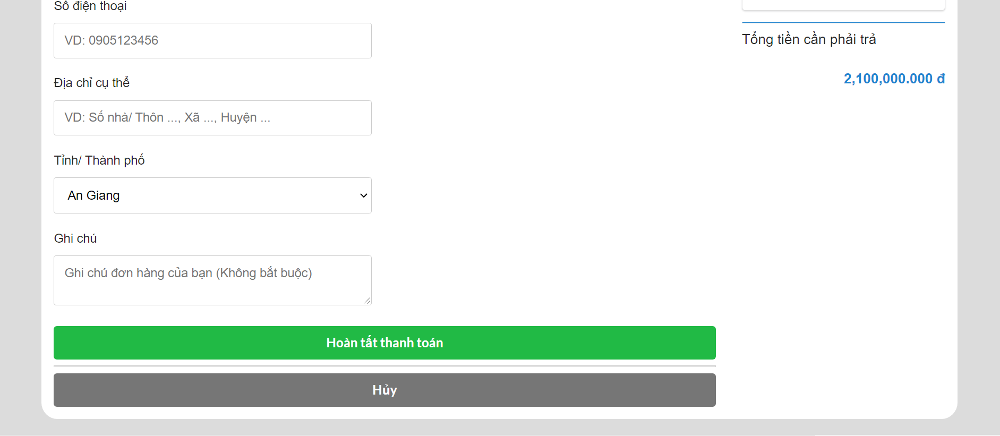 Số điện thoại
VD: 0905123456
Địa chỉ cụ thể
VD: Số nhà/ Thôn ..., Xã ..., Huyện ...
Tỉnh/ Thành phố
An Giang
Ghi chú
Ghi chú đơn hàng của bạn (Không bắt buộc)
Hoàn tất thanh toán
Hủy
Tổng tiền cần phải trả
2,100,000.000 đ